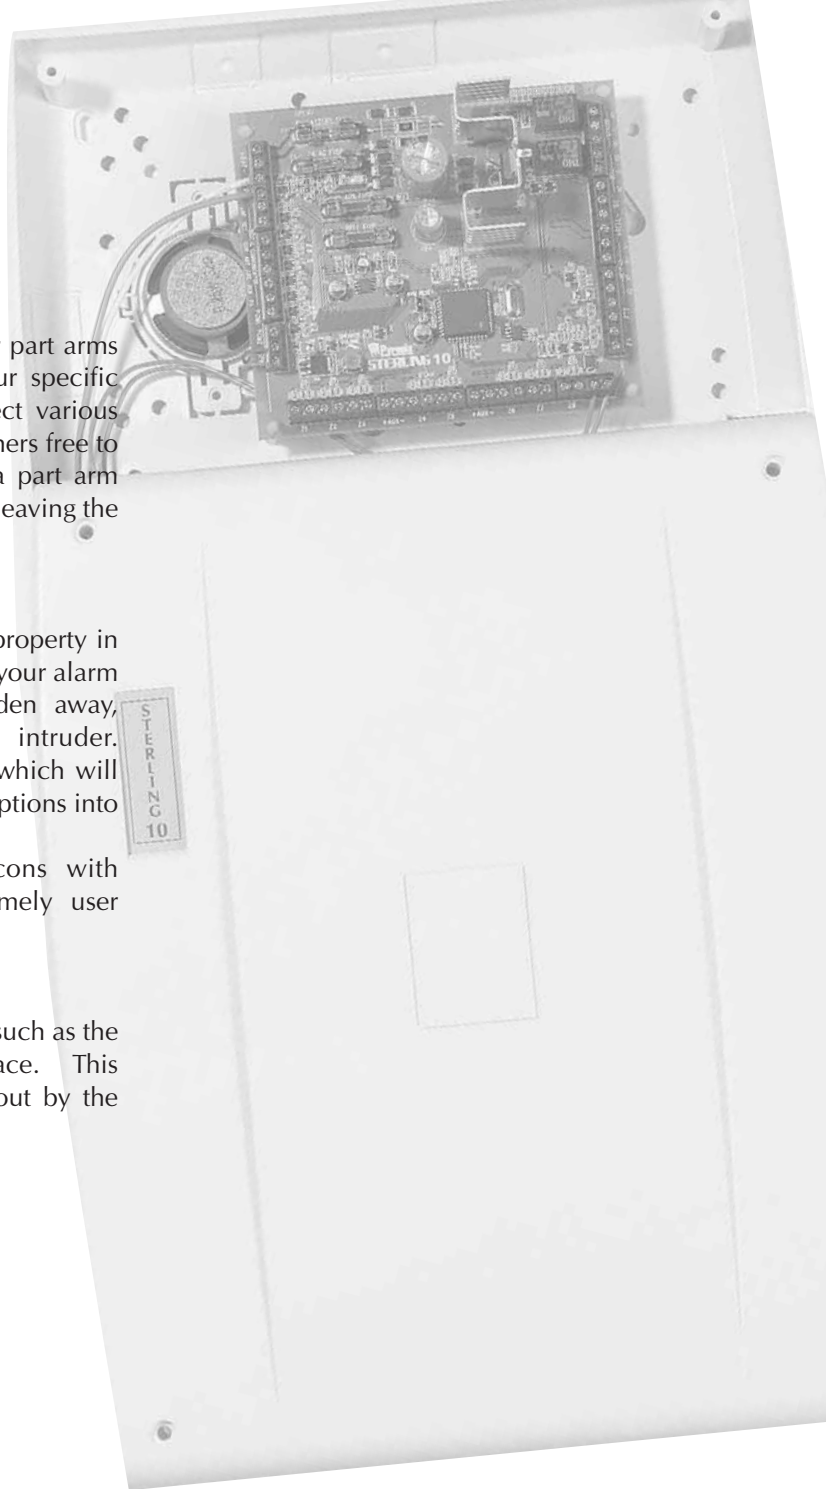 part arms
ur specific
ect various
ners free to
a part arm
leaving the
property in
your alarm
den away,
intruder.
which will
ptions into
cons with
mely user
such as the
ace. This
out by the
STERLING 10
STERLING
10